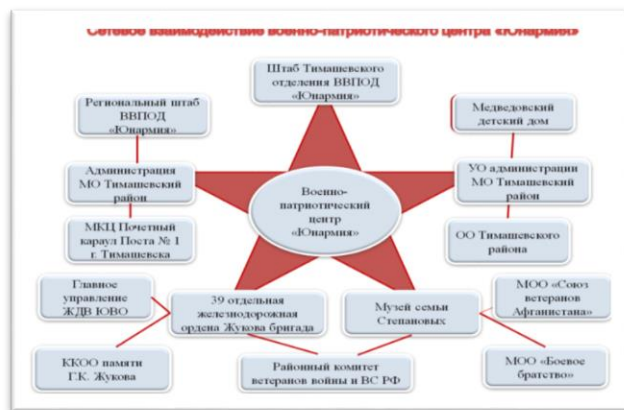 Сетевое взаимодействие военно-патриотического центра «Юнармия»
Штаб Тимашевского
отделения ВВПОД
«Юнармия»
Региональный штаб
ВВПОД
«Юнармия»
Медведовский
детский дом
Администрация
МО Тимашевский
район
УО администрации
МО Тимашевский
район
Военно-
патриотический
центр
«Юнармия»
МКЦ Почетный
караул Поста № 1
г. Тимашевска
ОО Тимашевского
района
Главное
управление
ЖДВ ЮВО
39 отдельная
железнодорожная
ордена Жукова бригада
Музей семьи
Степановых
МОО «Союз
ветеранов
Афганистана»
ККОО памяти
Г.К. Жукова
Районный комитет
ветеранов войны и ВС РФ
МОО «Боевое
братство»